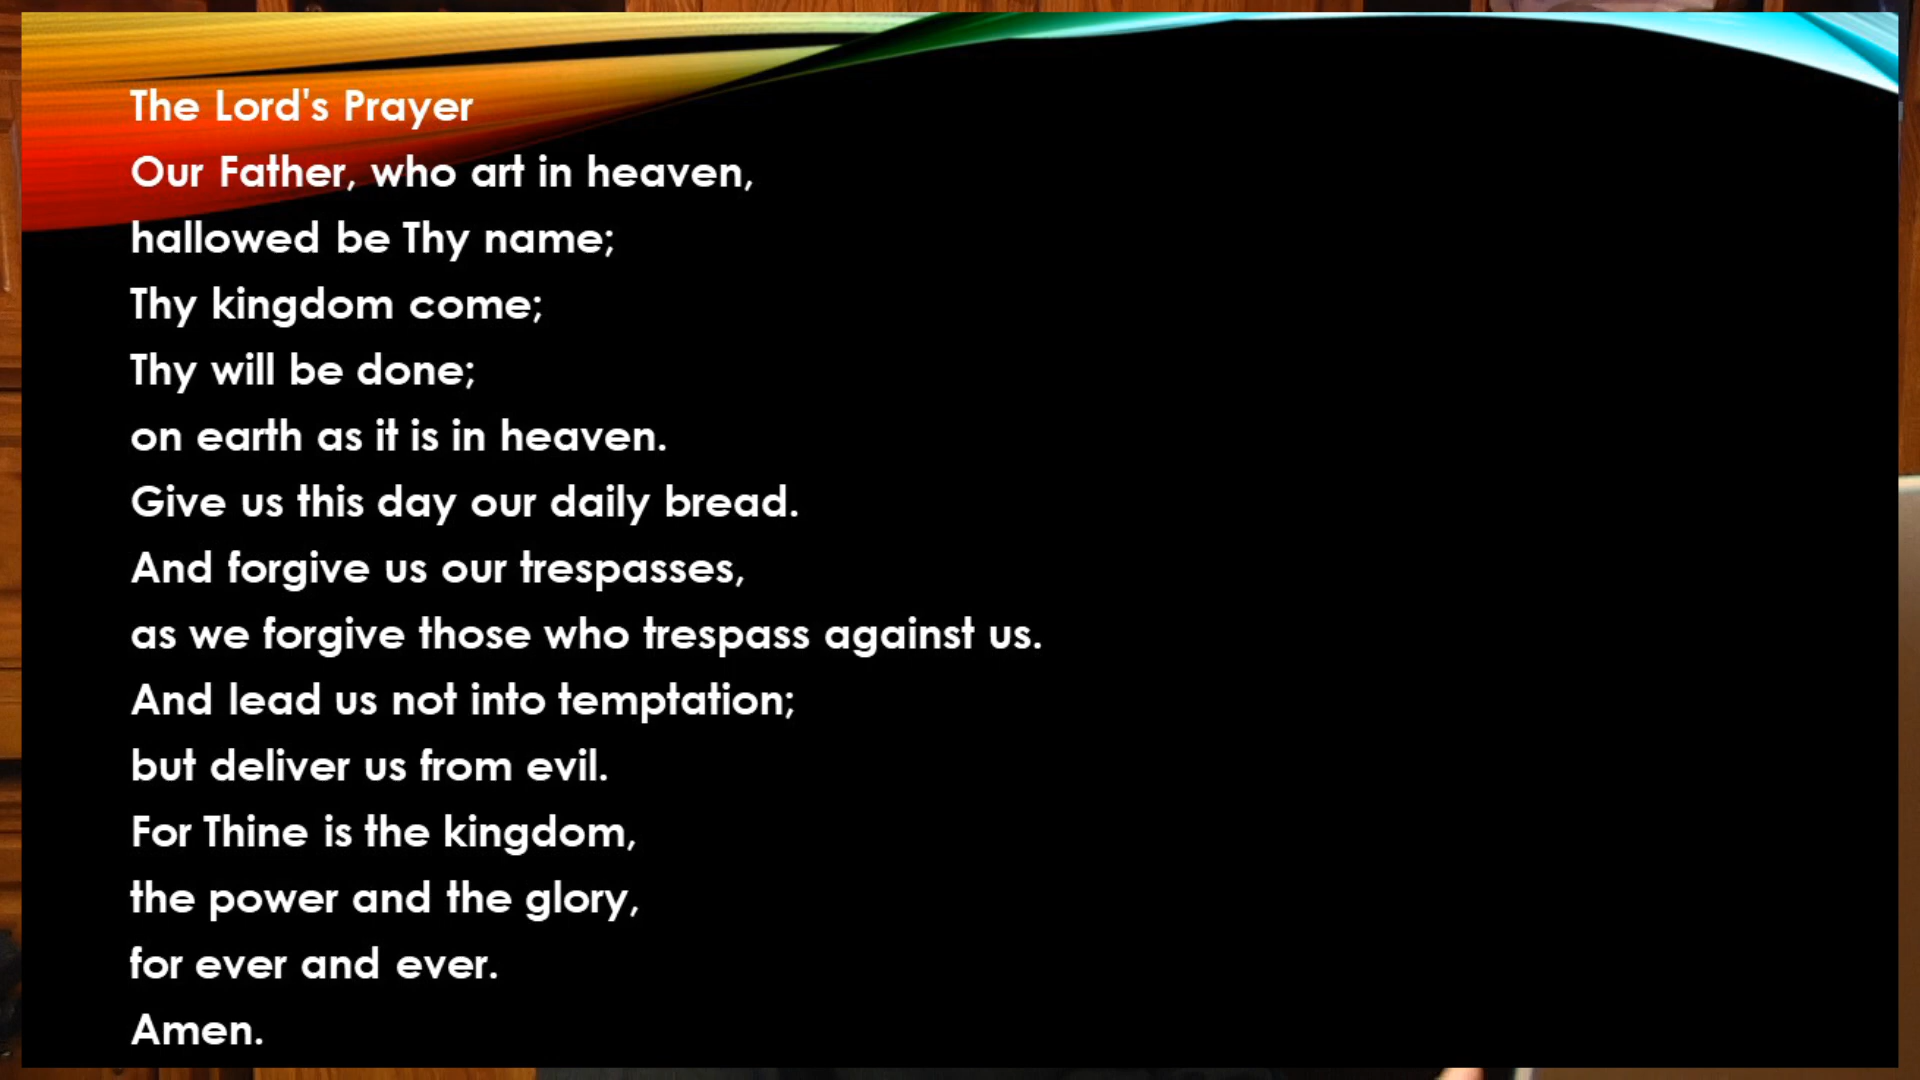 The Lord's Prayer
Our Father, who art in heaven,
hallowed be Thy name;
Thy kingdom come;
Thy will be done;
on earth as it is in heaven.
Give us this day our daily bread.
And forgive us our trespasses,
as we forgive those who trespass against us.
And lead us not into temptation;
but deliver us from evil.
For Thine is the kingdom,
the power and the glory,
for ever and ever.
Amen.